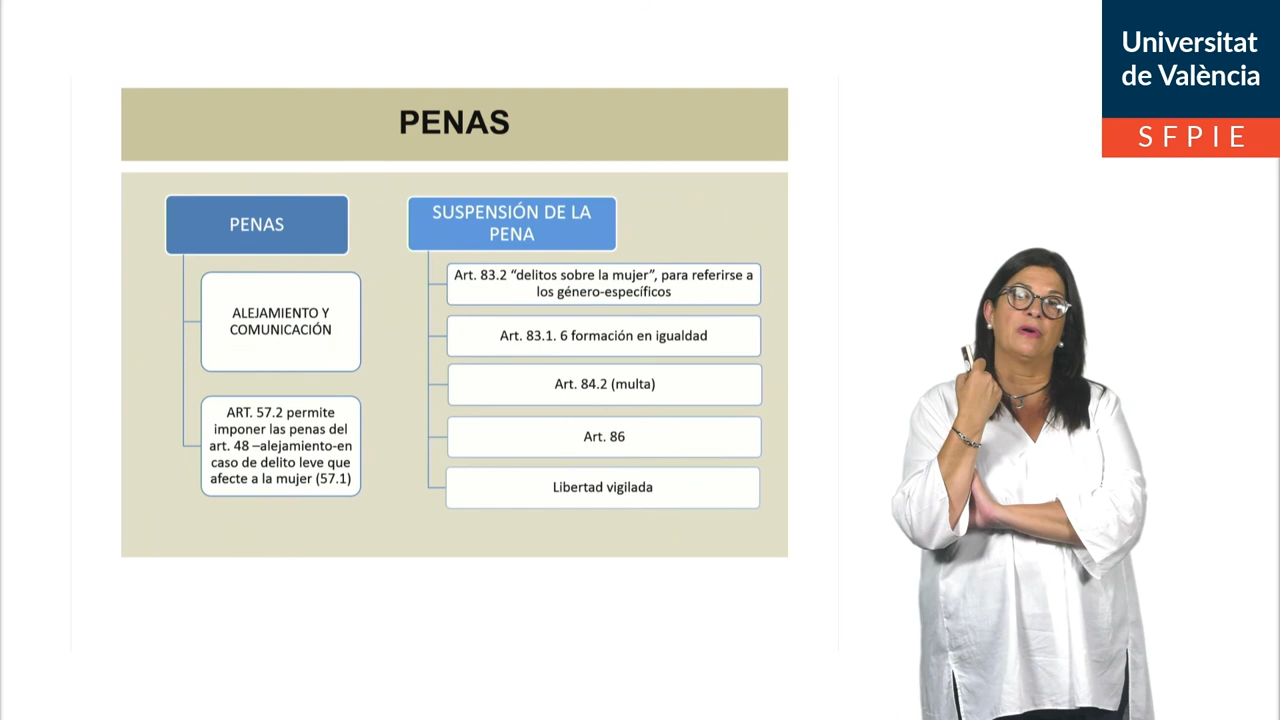 Universitat
de València
SFPIE
PENAS
PENAS
ALEJAMIENTO Y
COMUNICACIÓN
ART. 57.2 permite
imponer las penas del
art. 48 –alejamiento-en
caso de delito leve que
afecte a la mujer (57.1)
SUSPENSIÓN DE LA
PENA
Art. 83.2 “delitos sobre la mujer”, para referirse a
los género-específicos
Art. 83.1. 6 formación en igualdad
Art. 84.2 (multa)
Art. 86
Libertad vigilada